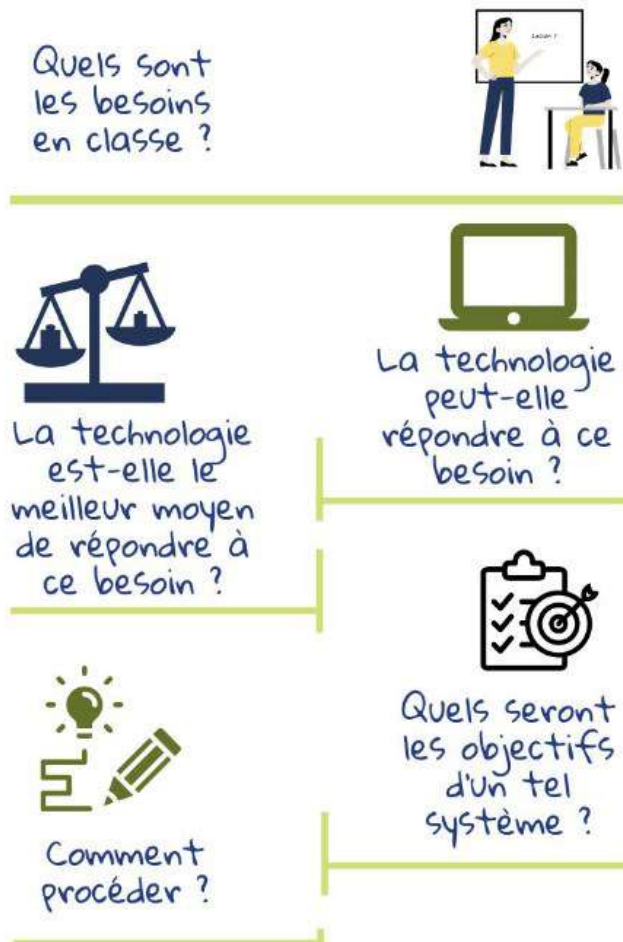 Quels sont
les besoins
en classe ?
La technologie
peut-elle
répondre à ce
besoin ?
La technologie
est-elle le
meilleur moyen
de répondre à
ce besoin ?
Quels seront
les objectifs
d'un tel
système ?
Comment
procéder ?